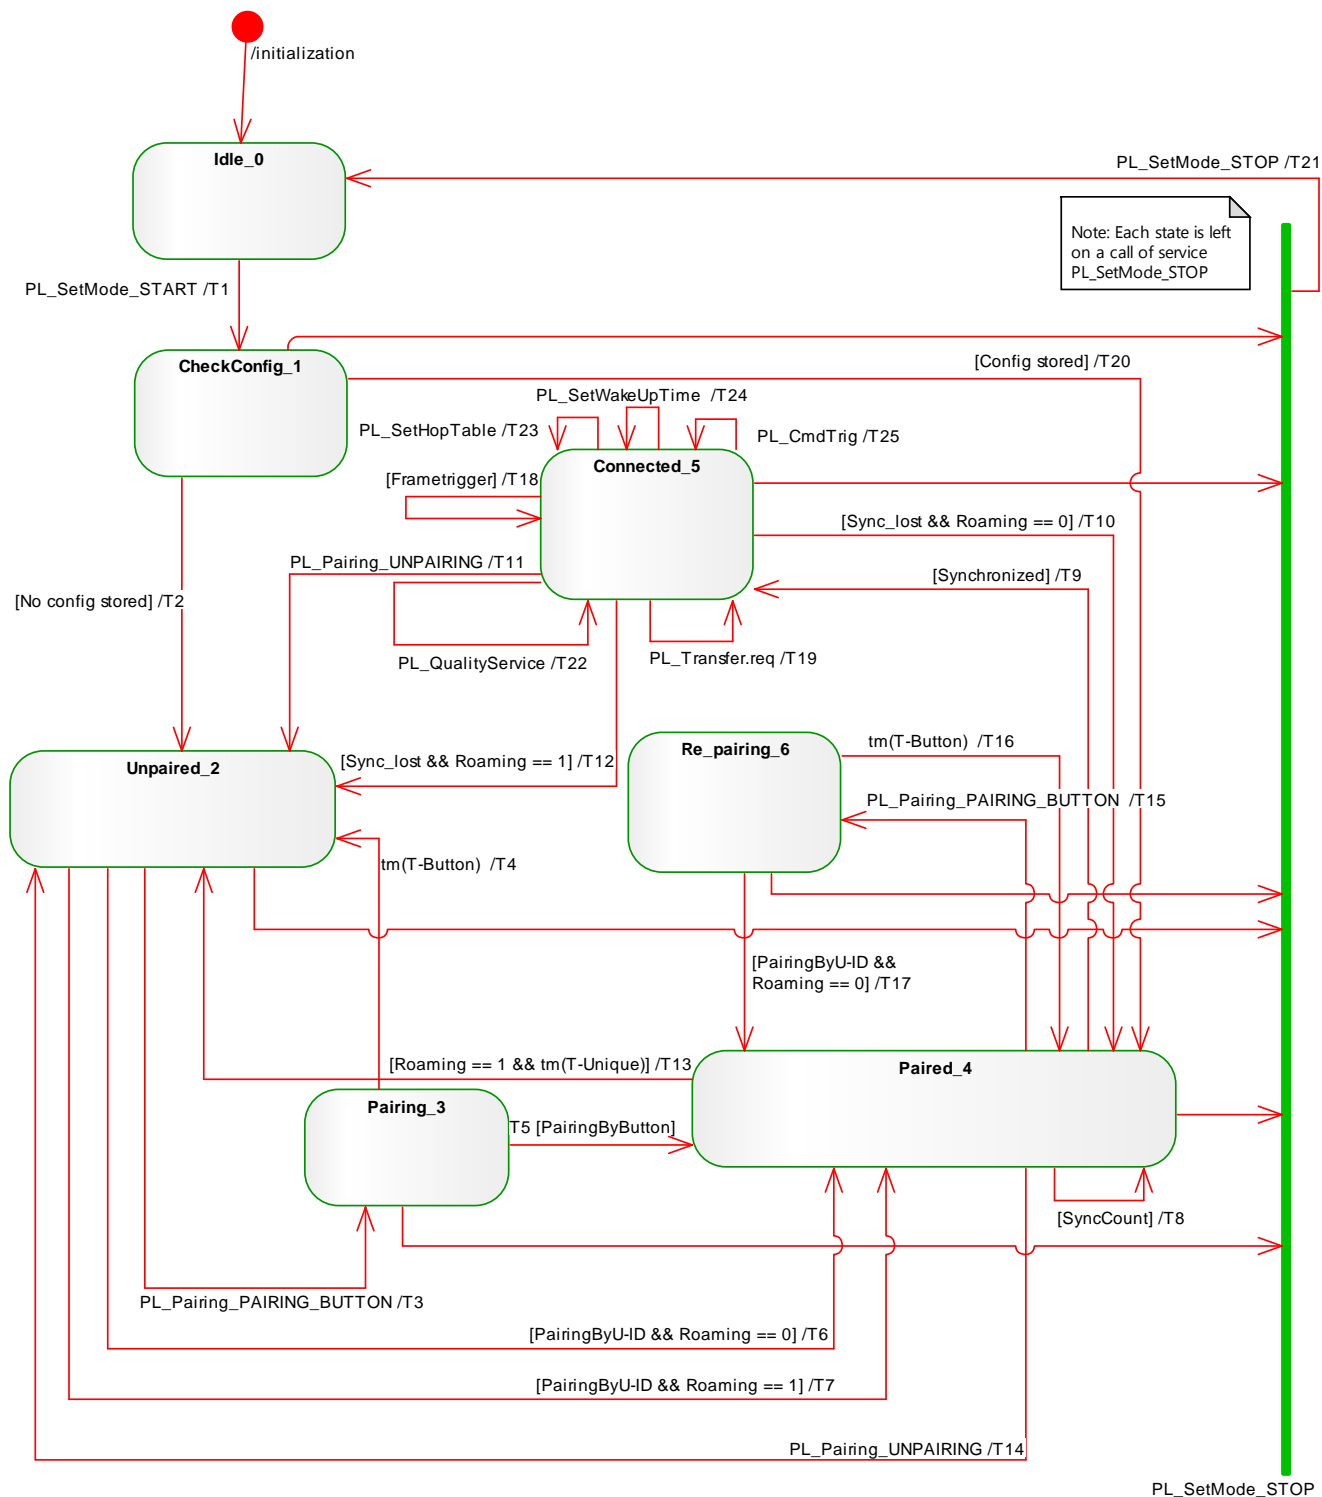 /initialization
Idle_0
PL_SetMode_STOP /T21
Note: Each state is left
on a call of service
PL_SetMode_STOP
PL_SetMode_START /T1
CheckConfig_1
[Config stored] /T20
PL_SetWakeUpTime  /T24
PL_SetHopTable /T23
PL_CmdTrig /T25
Connected_5
[Frametrigger] /T18
[Sync_lost && Roaming == 0] /T10
PL_Pairing_UNPAIRING /T11
[Synchronized] /T9
[No config stored] /T2
PL_QualityService /T22
PL_Transfer.req /T19
Re_pairing_6
tm(T-Button)  /T16
Unpaired_2
[Sync_lost && Roaming == 1] /T12
PL_Pairing_PAIRING_BUTTON  /T15
tm(T-Button)  /T4
[PairingByU-ID &&
Roaming == 0] /T17
[Roaming == 1 && tm(T-Unique)] /T13
Paired_4
Pairing_3
T5 [PairingByButton]
[SyncCount] /T8
PL_Pairing_PAIRING_BUTTON /T3
[PairingByU-ID && Roaming == 0] /T6
[PairingByU-ID && Roaming == 1] /T7
PL_Pairing_UNPAIRING /T14
PL_SetMode_STOP